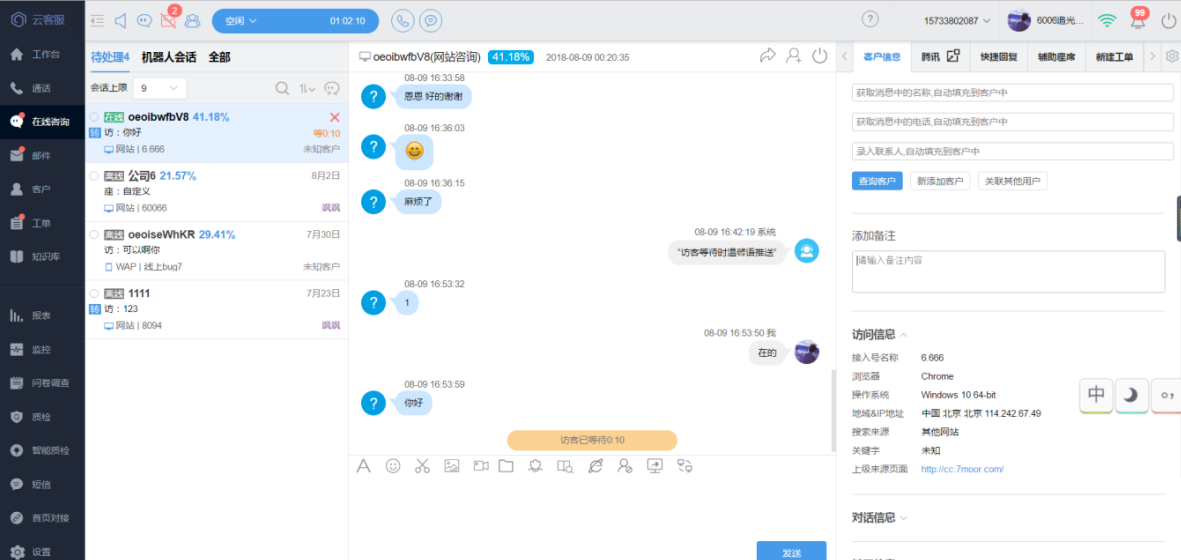 云客服
2
空闲
01:02:10
?
15733802087
6006追光...
99
工作台
通话
在线咨询
邮件
客户
工单
知识库
报表
监控
问卷调查
质检
智能质检
短信
首页对接
设置
待处理4 机器人会话 全部
会话上限 9
在线 oeoibwfbV8 41.18%
转 访：你好 等0:10
网站 | 6.666 未知客户
离线 公司6 21.57% 8月2日
座：自定义
网站 | 60066 飒飒
离线 oeoiseWhKR 29.41% 7月30日
访：可以啊你
WAP | 线上bug7 未知客户
离线 1111 7月23日
转 访：123
网站 | 8094 飒飒
oeoibwfbV8(网站咨询) 41.18% 2018-08-09 00:20:35
08-09 16:33:58
? 恩恩 好的谢谢
08-09 16:36:03
?
08-09 16:36:15
? 麻烦了
08-09 16:42:19 系统
"访客等待时温馨语推送"
08-09 16:53:32
? 1
08-09 16:53:50 我
在的
08-09 16:53:59
? 你好
访客已等待0:10
发送
客户信息 腾讯 快捷回复 辅助座席 新建工单
获取消息中的名称,自动填充到客户中
获取消息中的电话,自动填充到客户中
录入联系人,自动填充到客户中
查询客户 新添加客户 关联其他用户
添加备注
请输入备注内容
访问信息
接入号名称 6.666
浏览器 Chrome
操作系统 Windows 10 64-bit
地域&IP地址 中国 北京 北京 114.242.67.49
搜索来源 其他网站
关键字 未知
上级来源页面 http://cc.7moor.com/
对话信息
中